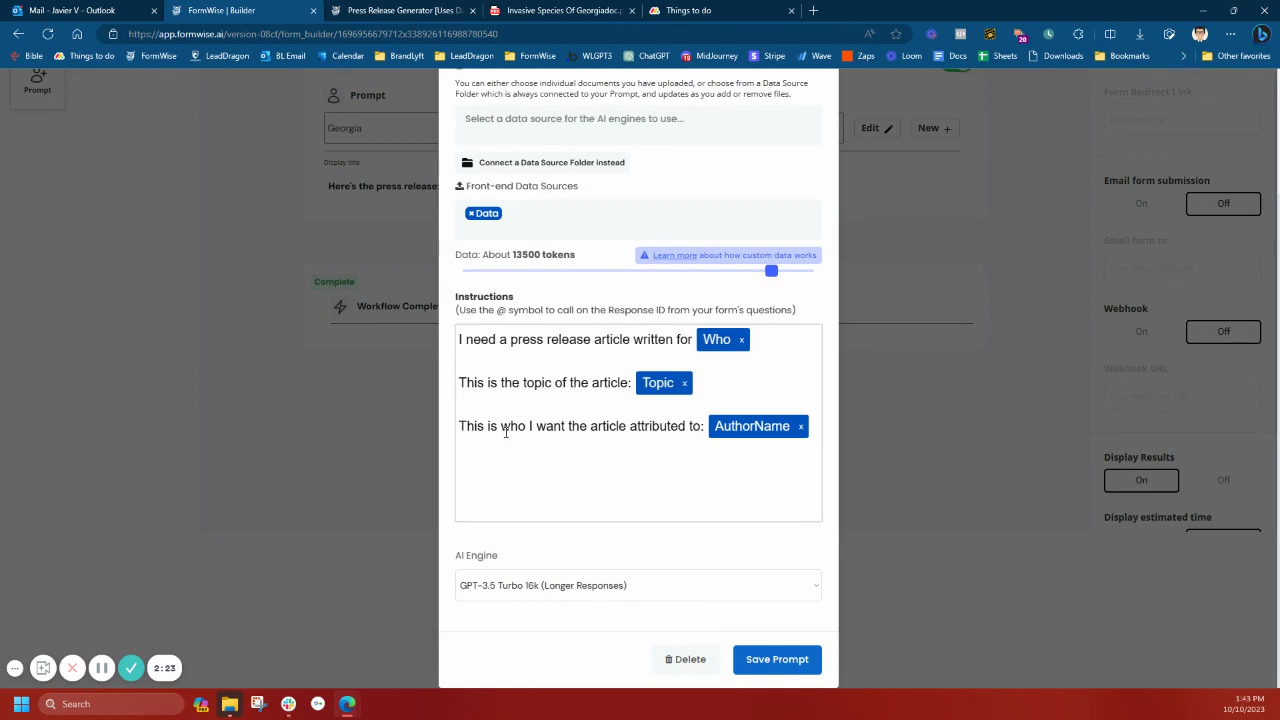 Mail - Javier V - Outlook
FormWise | Builder
Press Release Generator [Uses Da
Invasive Species Of Georgiadoc.p
Things to do
https://app.formwise.ai/version-08cf/form_builder/1696956679712x338926116988780540
Bible
Things to do
FormWise
LeadDragon
BL Email
Calendar
BrandLyft
LeadDragon
FormWise
WLGPT3
ChatGPT
MidJourney
Stripe
Wave
Zaps
Loom
Docs
Sheets
Downloads
Bookmarks
Other favorites
Prompt
Prompt
Georgia
Edit
New +
Display title
Here's the press release:
Complete
Workflow Comple
You can either choose individual documents you have uploaded, or choose from a Data Source
Folder which is always connected to your Prompt, and updates as you add or remove files.
Select a data source for the AI engines to use...
Connect a Data Source Folder instead
Front-end Data Sources
× Data
Data: About 13500 tokens
Learn more about how custom data works
Instructions
(Use the @ symbol to call on the Response ID from your form's questions)
I need a press release article written for Who x
This is the topic of the article: Topic x
This is who I want the article attributed to: AuthorName x
AI Engine
GPT-3.5 Turbo 16k (Longer Responses)
Delete
Save Prompt
Form Redirect Link
Email form submission
On
Off
Email form to
Webhook
On
Off
Webhook URL
Display Results
On
Off
Display estimated time
2:23
Search
1:43 PM
10/10/2023